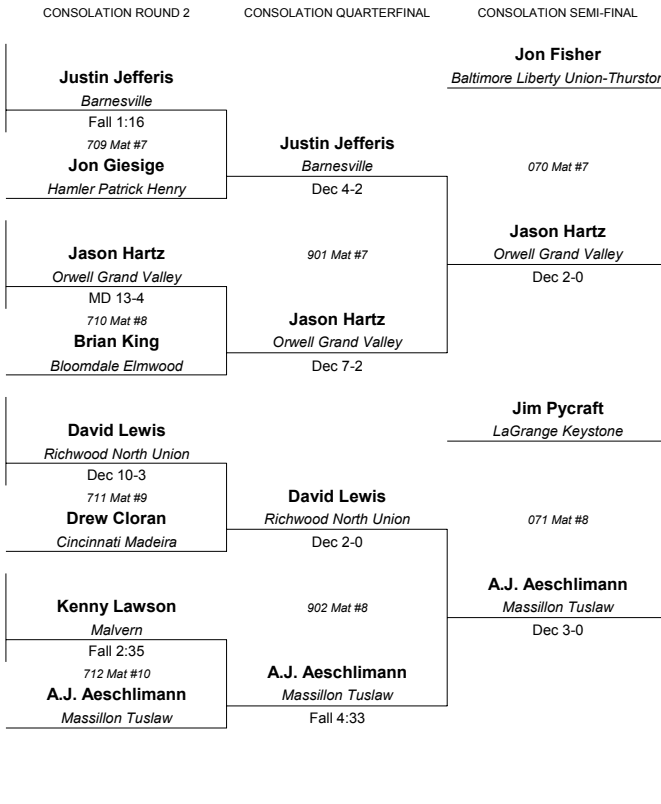 CONSOLATION ROUND 2
CONSOLATION QUARTERFINAL
CONSOLATION SEMI-FINAL
Justin Jefferis
Barnesville
Fall 1:16
709 Mat #7
Jon Giesige
Hamler Patrick Henry
Jason Hartz
Orwell Grand Valley
MD 13-4
710 Mat #8
Brian King
Bloomdale Elmwood
David Lewis
Richwood North Union
Dec 10-3
711 Mat #9
Drew Cloran
Cincinnati Madeira
Kenny Lawson
Malvern
Fall 2:35
712 Mat #10
A.J. Aeschlimann
Massillon Tuslaw
Justin Jefferis
Barnesville
Dec 4-2
901 Mat #7
Jason Hartz
Orwell Grand Valley
Dec 7-2
David Lewis
Richwood North Union
Dec 2-0
902 Mat #8
A.J. Aeschlimann
Massillon Tuslaw
Fall 4:33
Jon Fisher
Baltimore Liberty Union-Thurston
070 Mat #7
Jason Hartz
Orwell Grand Valley
Dec 2-0
Jim Pycraft
LaGrange Keystone
071 Mat #8
A.J. Aeschlimann
Massillon Tuslaw
Dec 3-0